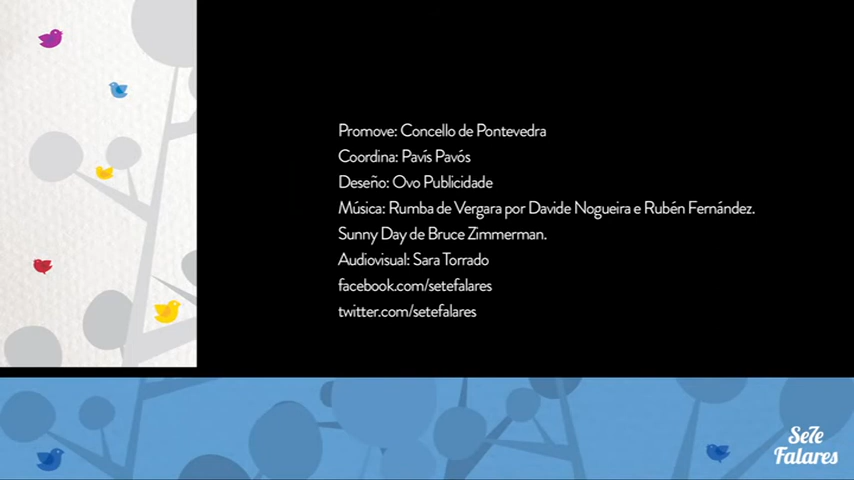 Promove: Concello de Pontevedra
Coordina: Pavís Pavós
Deseño: Ovo Publicidade
Música: Rumba de Vergara por Davide Nogueira e Rubén Fernández.
Sunny Day de Bruce Zimmerman.
Audiovisual: Sara Torrado
facebook.com/setefalares
twitter.com/setefalares
Se7e
Falares